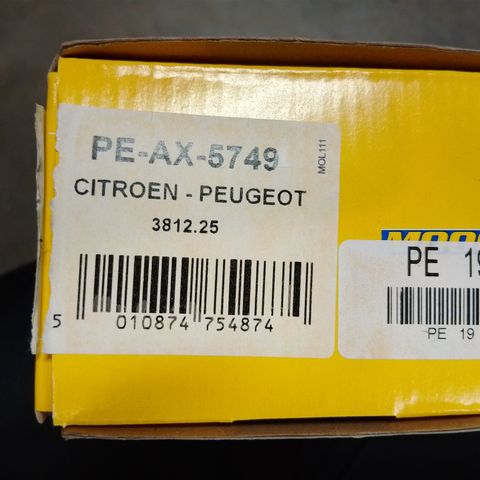 PE-AX-5749
MOL111
CITROEN - PEUGEOT
3812.25
5 010874 754874
PE 19
PE 19